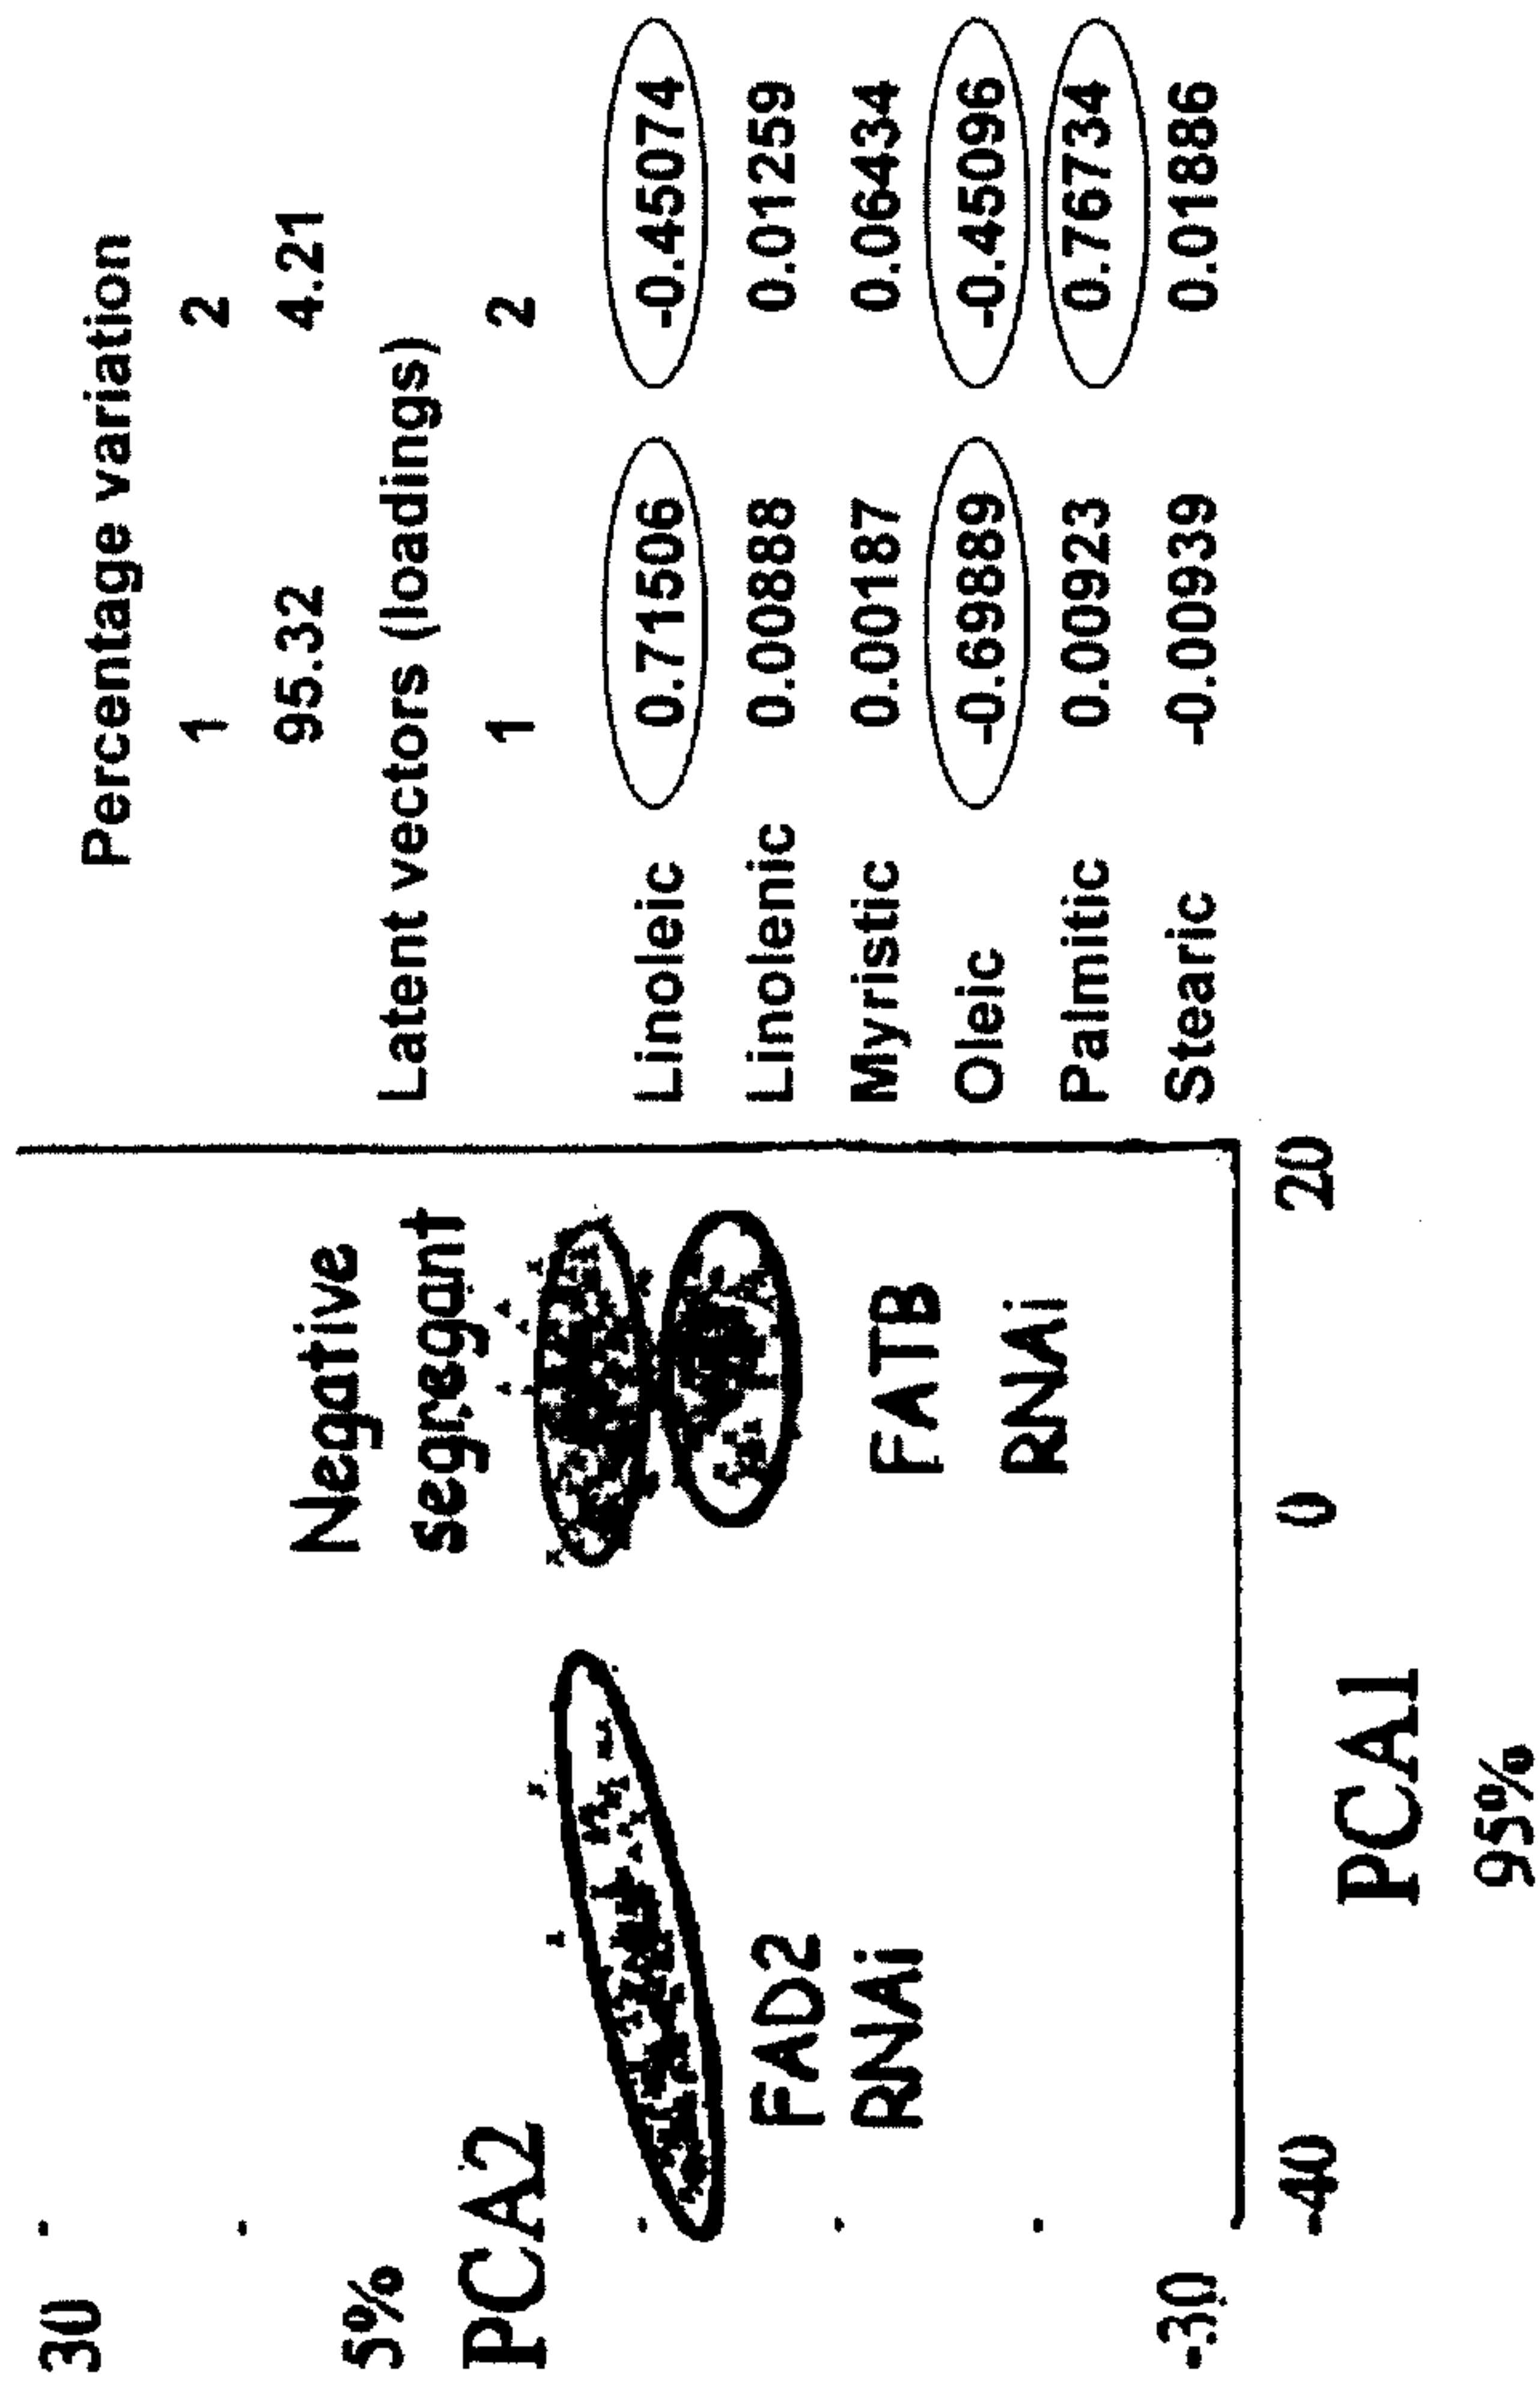 30
5%
PCA2
-30
Negative
segregant
FAD2
RNAi
FATB
RNAi
-40 0 20
PCA1
95%
Percentage variation
1 2
95.32 4.21
Latent vectors (loadings)
1 2
Linoleic 0.71506 -0.45074
Linolenic 0.00888 0.01259
Myristic 0.00187 0.06434
Oleic -0.69889 -0.45096
Palmitic 0.00923 0.76734
Stearic -0.00939 0.01886